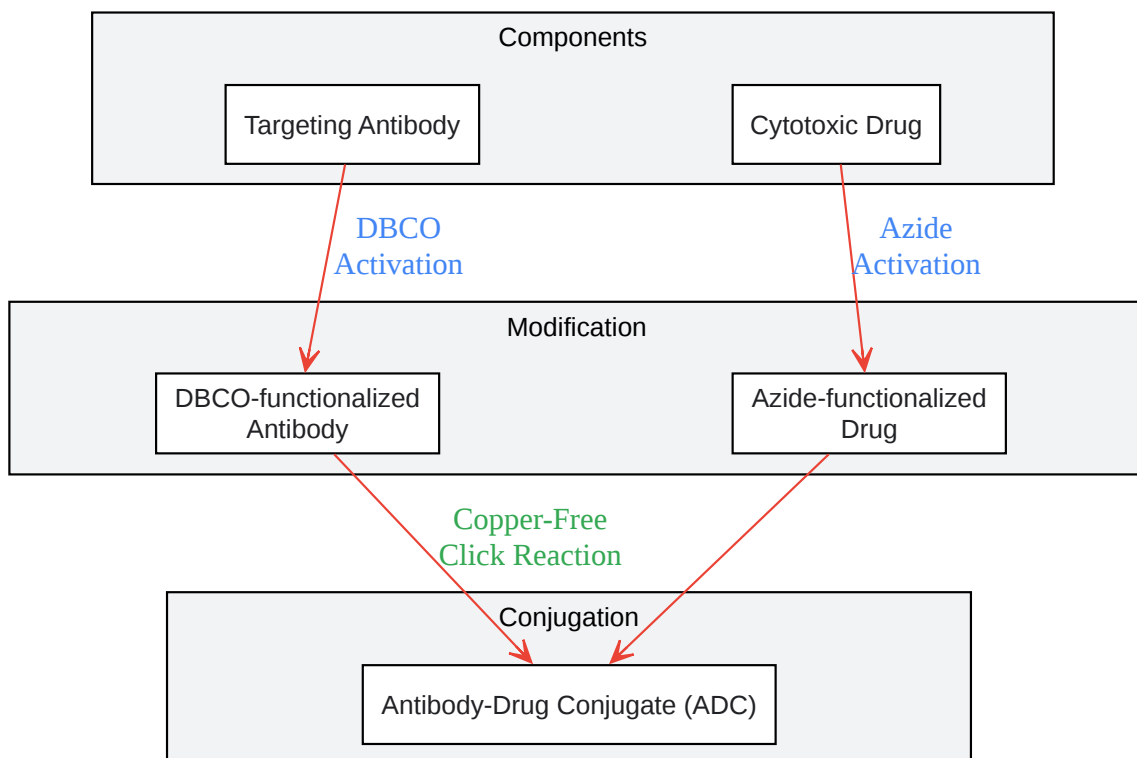 Components
Targeting Antibody
Cytotoxic Drug
DBCO
Activation
Azide
Activation
Modification
DBCO-functionalized
Antibody
Azide-functionalized
Drug
Copper-Free
Click Reaction
Conjugation
Antibody-Drug Conjugate (ADC)